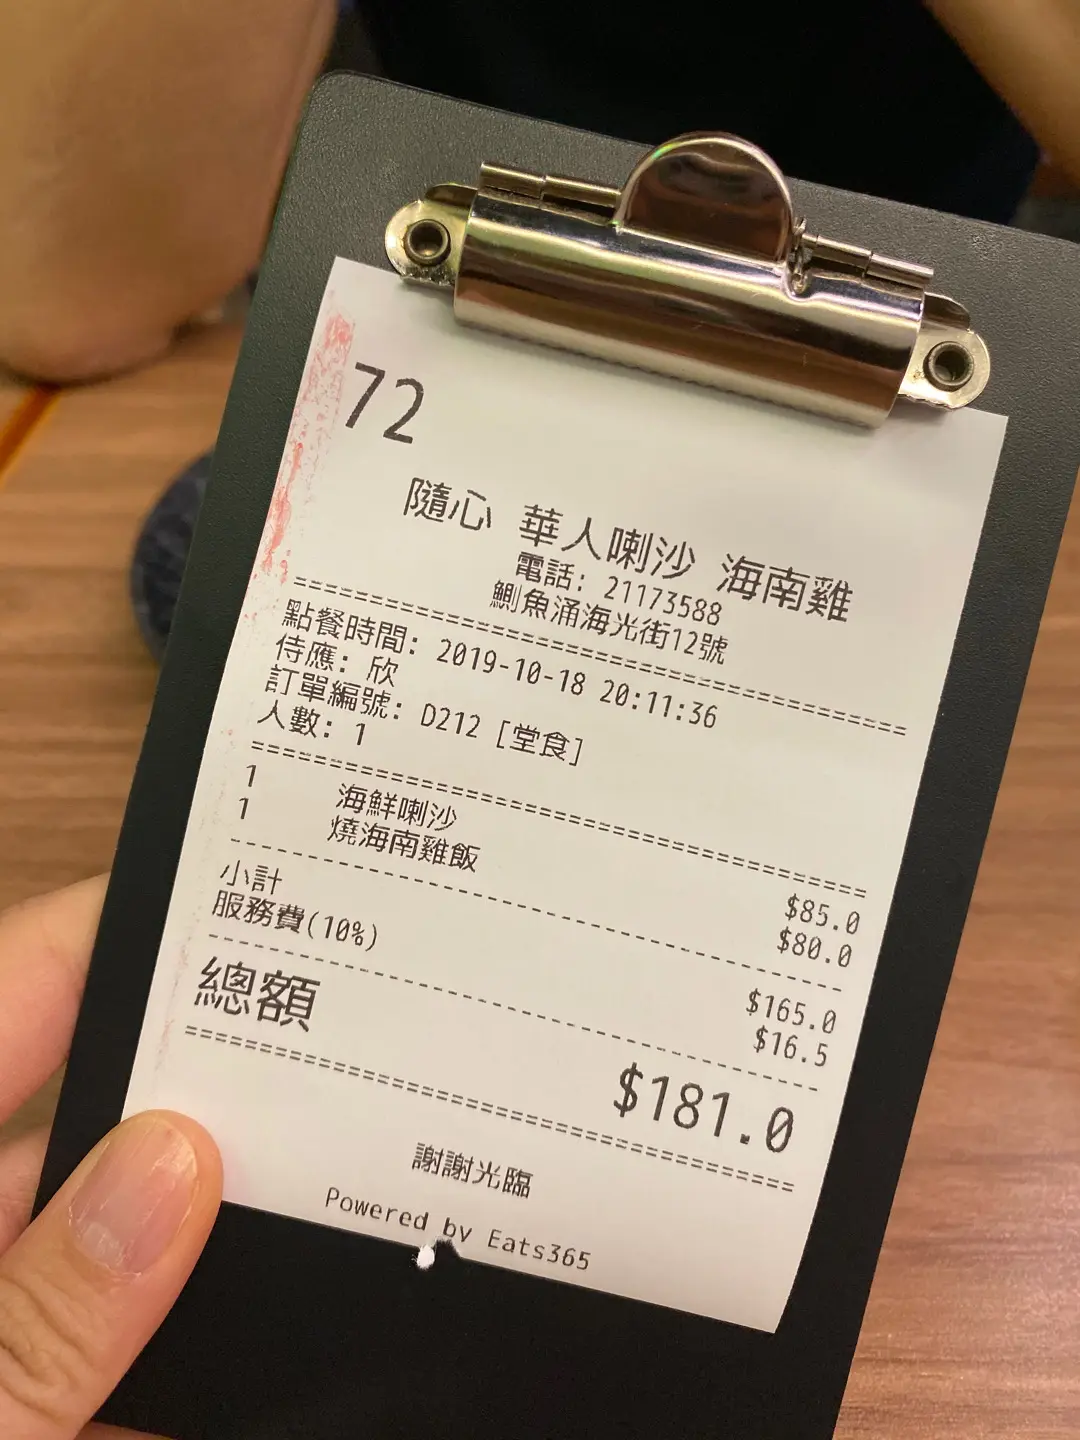 72
隨心 華人喇沙 海南雞
電話: 21173588
鰂魚涌海光街12號
點餐時間: 2019-10-18 20:11:36
侍應: 欣
訂單編號: D212 [堂食]
人數: 1
1 海鮮喇沙 $85.0
1 燒海南雞飯 $80.0
小計 $165.0
服務費(10%) $16.5
總額 $181.0
謝謝光臨
Powered by Eats365